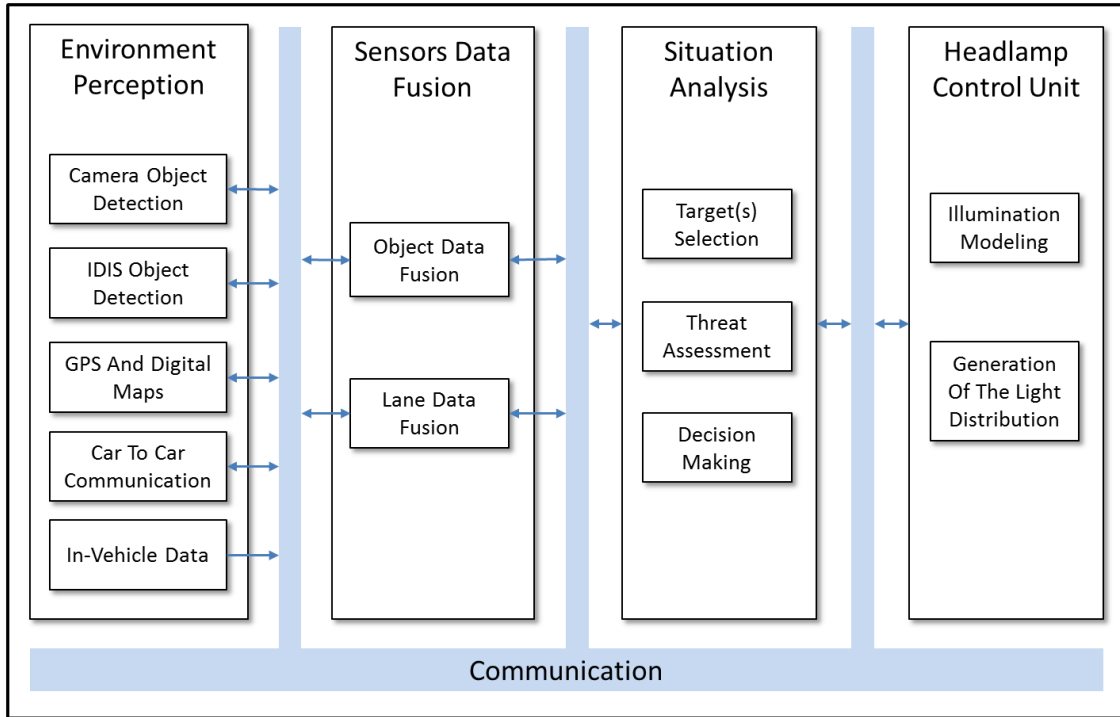 Environment
Perception
Camera Object
Detection
IDIS Object
Detection
GPS And Digital
Maps
Car To Car
Communication
In-Vehicle Data
Sensors Data
Fusion
Object Data
Fusion
Lane Data
Fusion
Situation
Analysis
Target(s)
Selection
Threat
Assessment
Decision
Making
Headlamp
Control Unit
Illumination
Modeling
Generation
Of The Light
Distribution
Communication